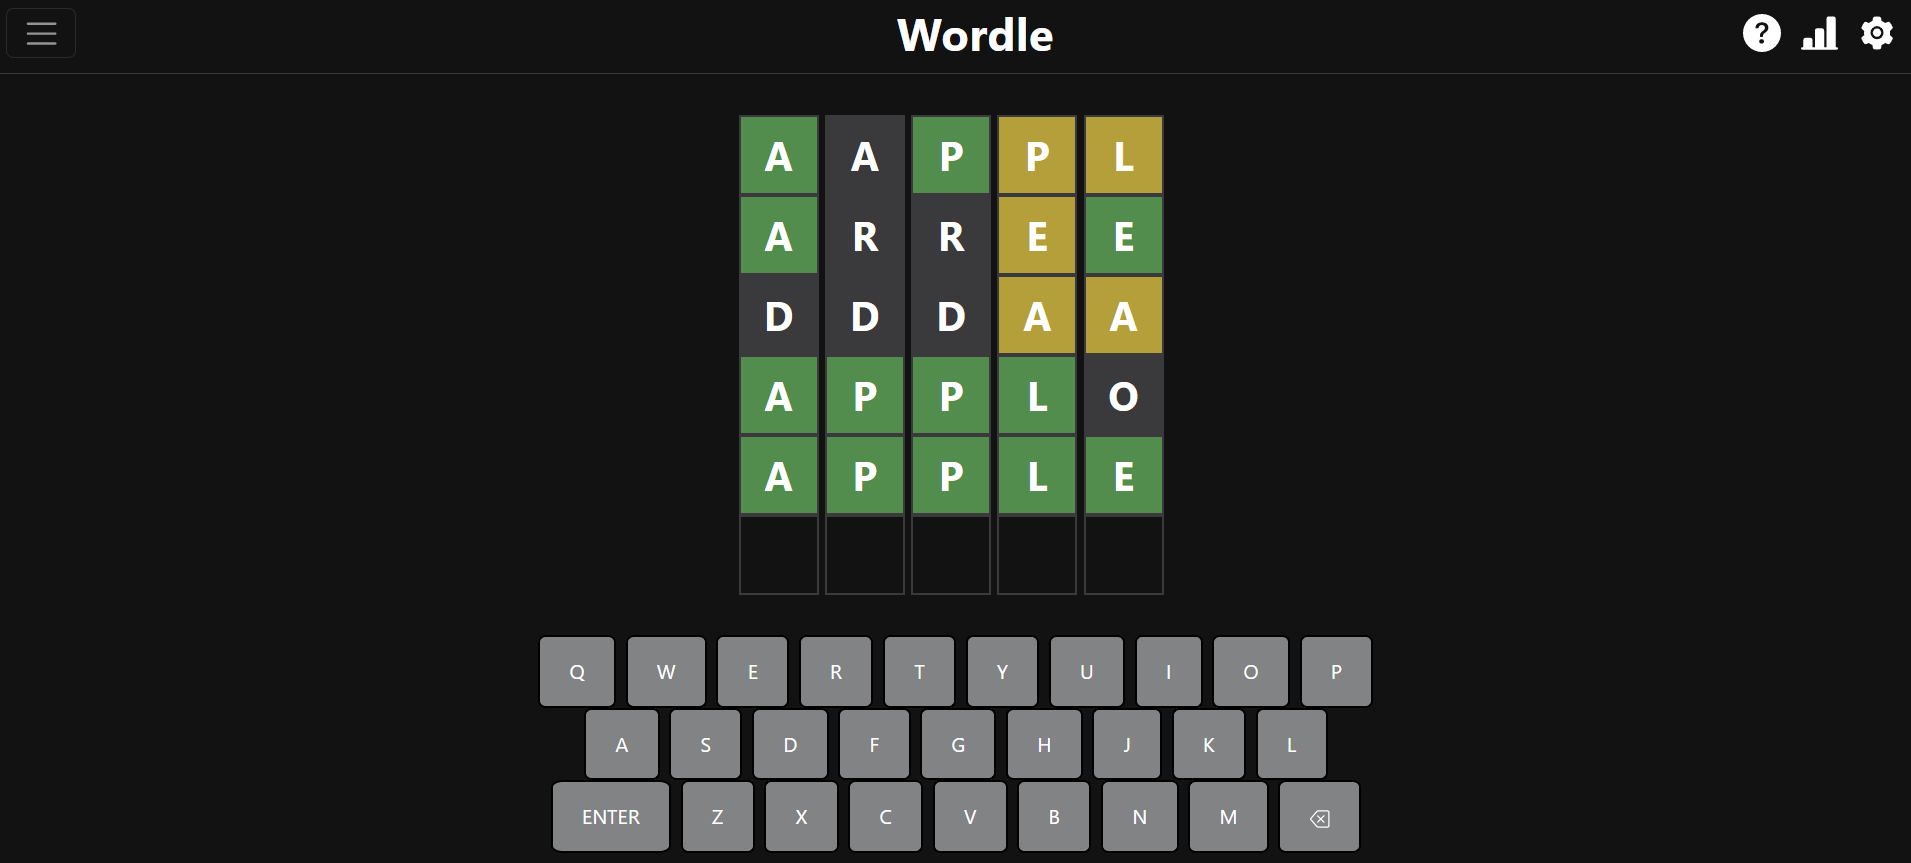 Wordle
?
A A P P L
A R R E E
D D D A A
A P P L O
A P P L E
Q W E R T Y U I O P
A S D F G H J K L
ENTER Z X C V B N M